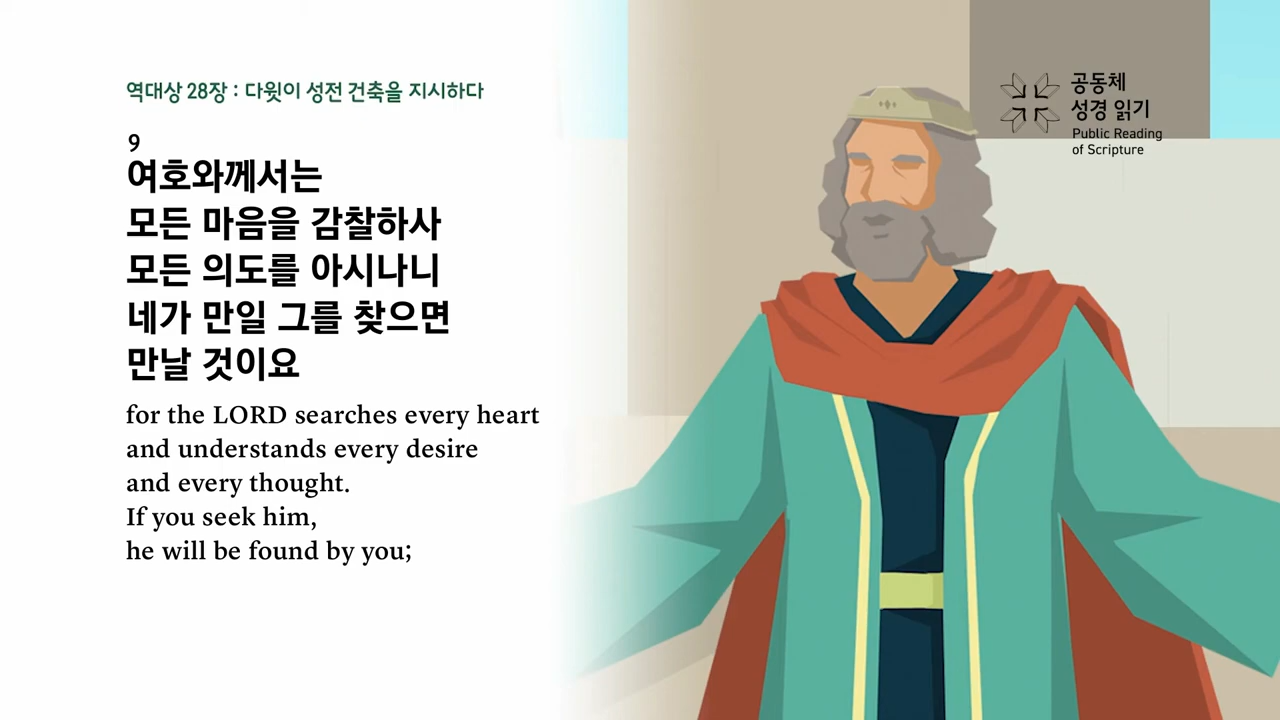 역대상 28장 : 다윗이 성전 건축을 지시하다
9
여호와께서는
모든 마음을 감찰하사
모든 의도를 아시나니
네가 만일 그를 찾으면
만날 것이요
for the LORD searches every heart
and understands every desire
and every thought.
If you seek him,
he will be found by you;
공동체
성경 읽기
Public Reading
of Scripture